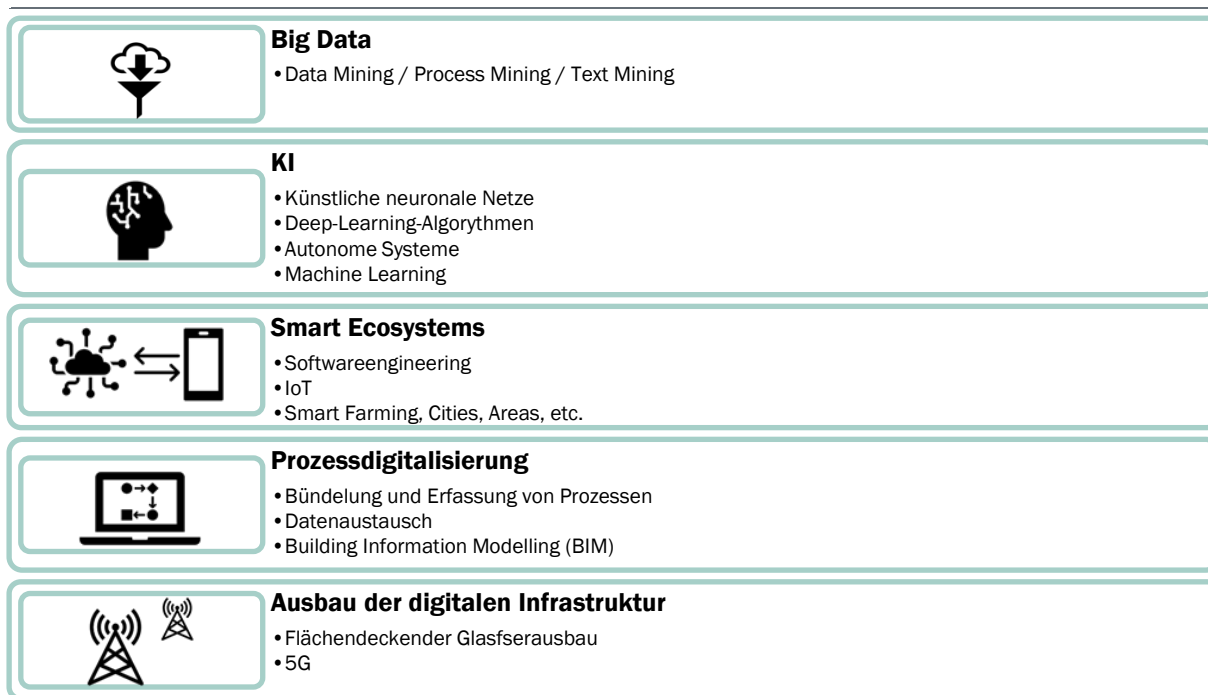 Big Data
•Data Mining / Process Mining / Text Mining
KI
•Künstliche neuronale Netze
•Deep-Learning-Algorythmen
•Autonome Systeme
•Machine Learning
Smart Ecosystems
•Softwareengineering
•IoT
•Smart Farming, Cities, Areas, etc.
Prozessdigitalisierung
•Bündelung und Erfassung von Prozessen
•Datenaustausch
•Building Information Modelling (BIM)
Ausbau der digitalen Infrastruktur
•Flächendeckender Glasfserausbau
•5G